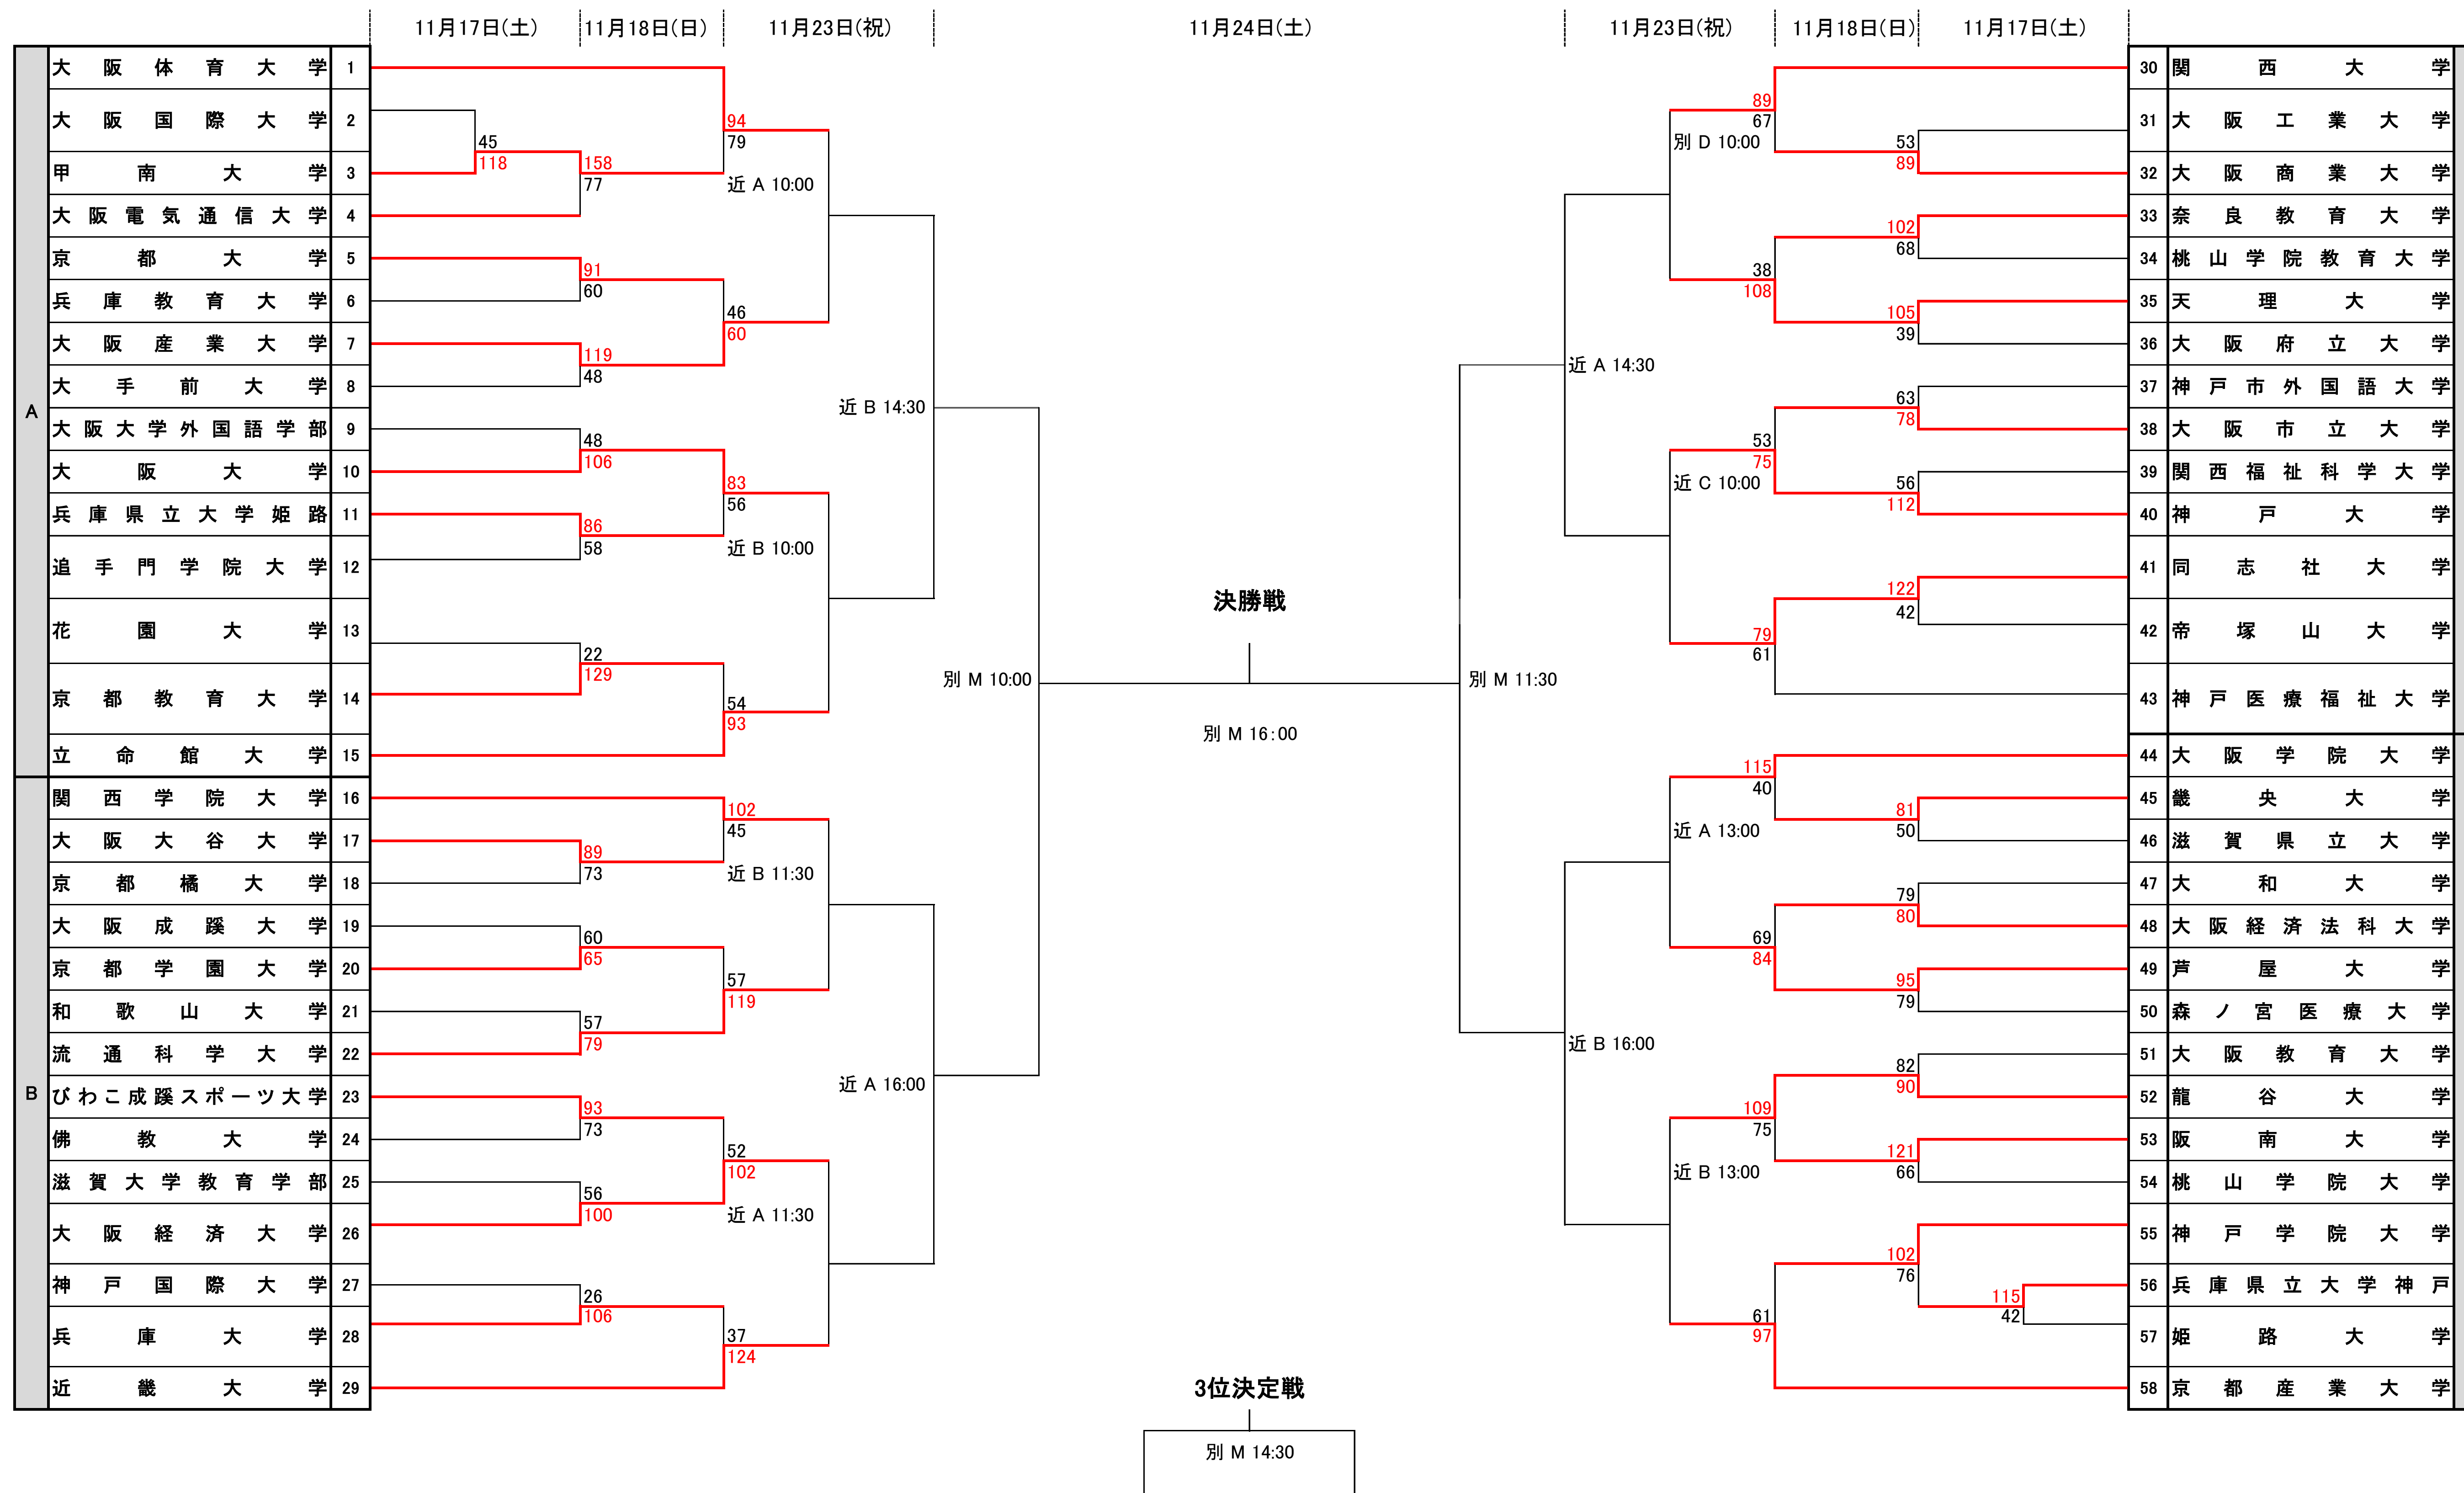 11月17日(土) 11月18日(日) 11月23日(祝) 11月24日(土) 11月23日(祝) 11月18日(日) 11月17日(土)
A
大阪体育大学 1
大阪国際大学 2
甲南大学 3
大阪電気通信大学 4
京都大学 5
兵庫教育大学 6
大阪産業大学 7
大手前大学 8
大阪大学外国語学部 9
大阪大学 10
兵庫県立大学姫路 11
追手門学院大学 12
花園大学 13
京都教育大学 14
立命館大学 15
B
関西学院大学 16
大阪大谷大学 17
京都橘大学 18
大阪成蹊大学 19
京都学園大学 20
和歌山大学 21
流通科学大学 22
びわこ成蹊スポーツ大学 23
佛教大学 24
滋賀大学教育学部 25
大阪経済大学 26
神戸国際大学 27
兵庫大学 28
近畿大学 29
45
118
158
77
91
60
119
48
48
106
86
58
22
129
89
73
60
65
57
79
93
73
56
100
26
106
94
79
近 A 10:00
46
60
83
56
近 B 10:00
54
93
102
45
近 B 11:30
57
119
52
102
近 A 11:30
37
124
近 B 14:30
近 A 16:00
別 M 10:00
決勝戦
別 M 16:00
3位決定戦
別 M 14:30
別 M 11:30
近 A 14:30
近 B 16:00
89
67
別 D 10:00
38
108
53
75
近 C 10:00
79
61
115
40
近 A 13:00
69
84
109
75
近 B 13:00
61
97
53
89
102
68
105
39
63
78
56
112
122
42
81
50
79
80
95
79
82
90
121
66
102
76
115
42
30 関西大学
31 大阪工業大学
32 大阪商業大学
33 奈良教育大学
34 桃山学院教育大学
35 天理大学
36 大阪府立大学
37 神戸市外国語大学
38 大阪市立大学
39 関西福祉科学大学
40 神戸大学
41 同志社大学
42 帝塚山大学
43 神戸医療福祉大学
44 大阪学院大学
45 畿央大学
46 滋賀県立大学
47 大和大学
48 大阪経済法科大学
49 芦屋大学
50 森ノ宮医療大学
51 大阪教育大学
52 龍谷大学
53 阪南大学
54 桃山学院大学
55 神戸学院大学
56 兵庫県立大学神戸
57 姫路大学
58 京都産業大学